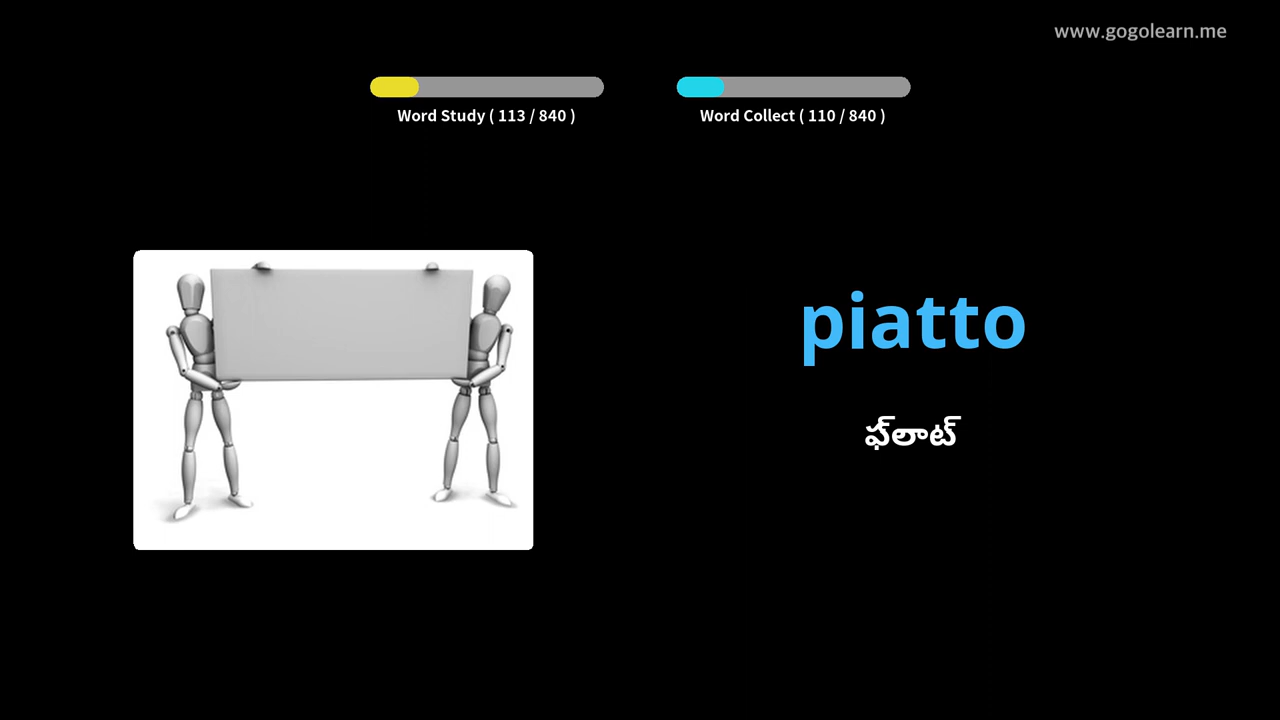 www.gogolearn.me
Word Study ( 113 / 840 )
Word Collect ( 110 / 840 )
piatto
ఫ్‌లాట్